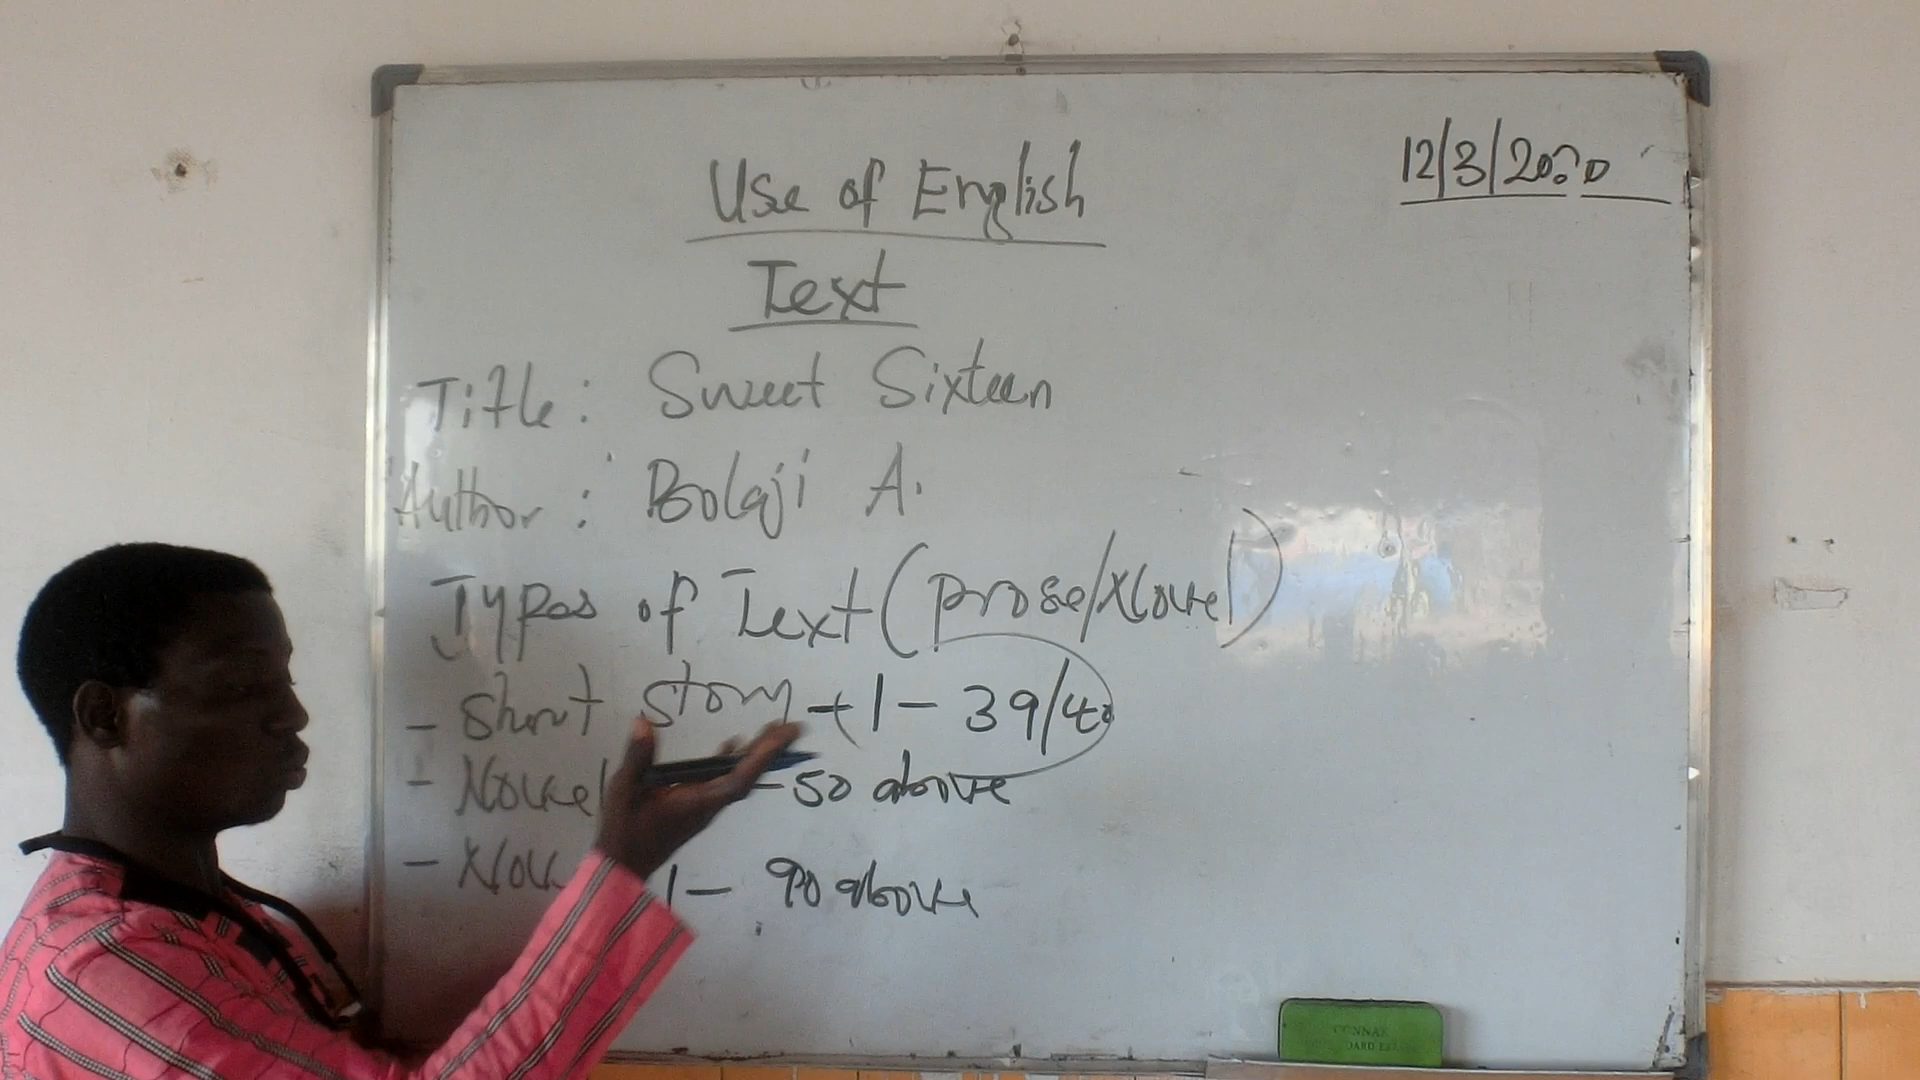 12/3/2020
Use of English
Text
Title: Sweet Sixteen
Author: Bolaji A.
Types of Text (prose/Novel)
- Short story - 1 - 39/40
- Novel - 50 above
- Nov 1 - 90 above